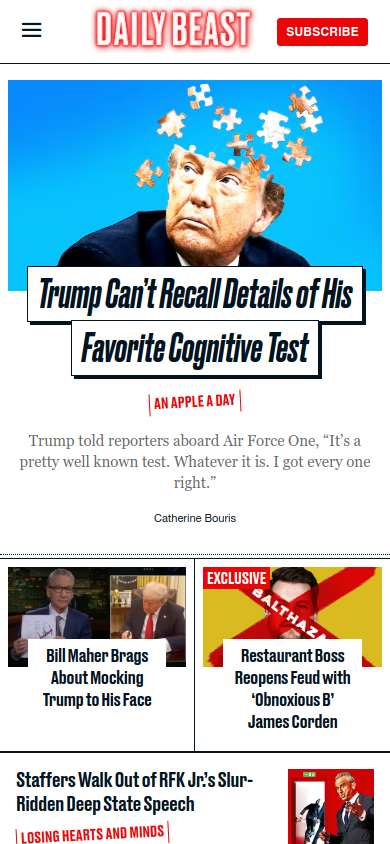 DAILY BEAST
SUBSCRIBE
Trump Can’t Recall Details of His
Favorite Cognitive Test
AN APPLE A DAY
Trump told reporters aboard Air Force One, “It’s a
pretty well known test. Whatever it is. I got every one
right.”
Catherine Bouris
Bill Maher Brags
About Mocking
Trump to His Face
EXCLUSIVE
BALTHAZA
Restaurant Boss
Reopens Feud with
‘Obnoxious B’
James Corden
Staffers Walk Out of RFK Jr.’s Slur-
Ridden Deep State Speech
LOSING HEARTS AND MINDS